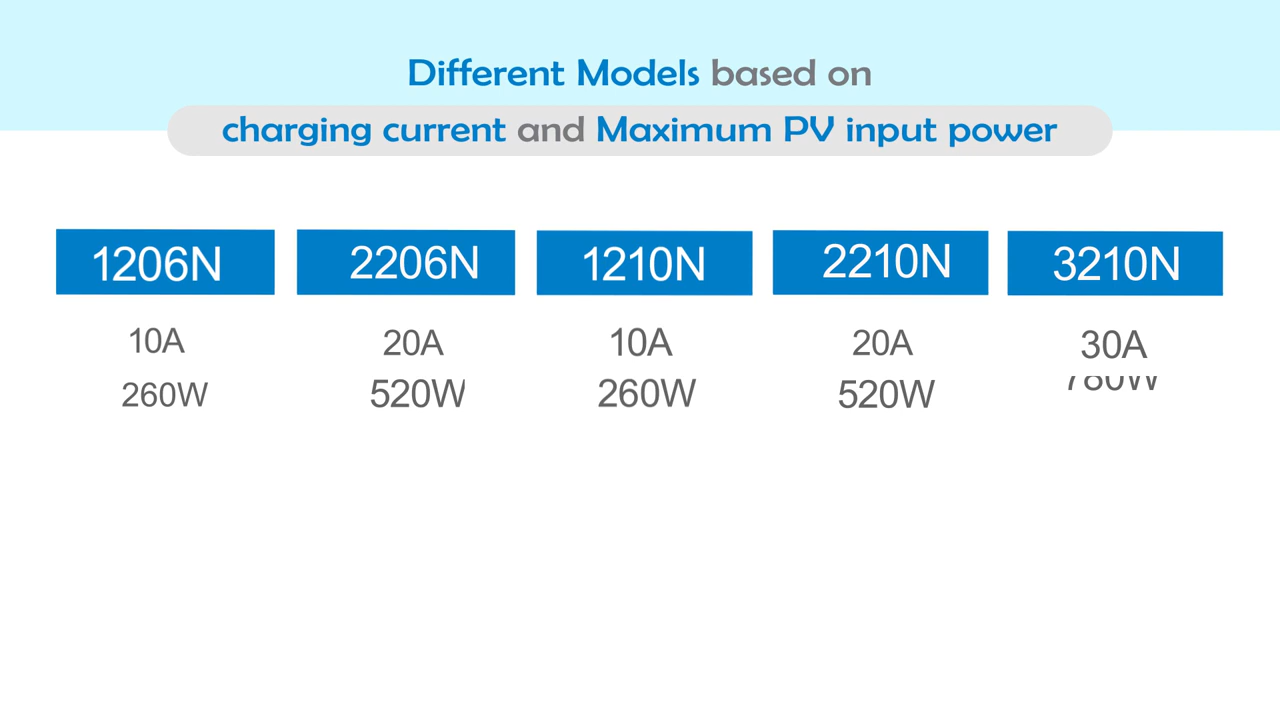 Different Models based on
charging current and Maximum PV input power
1206N 2206N 1210N 2210N 3210N
10A 20A 10A 20A 30A
260W 520W 260W 520W 780W